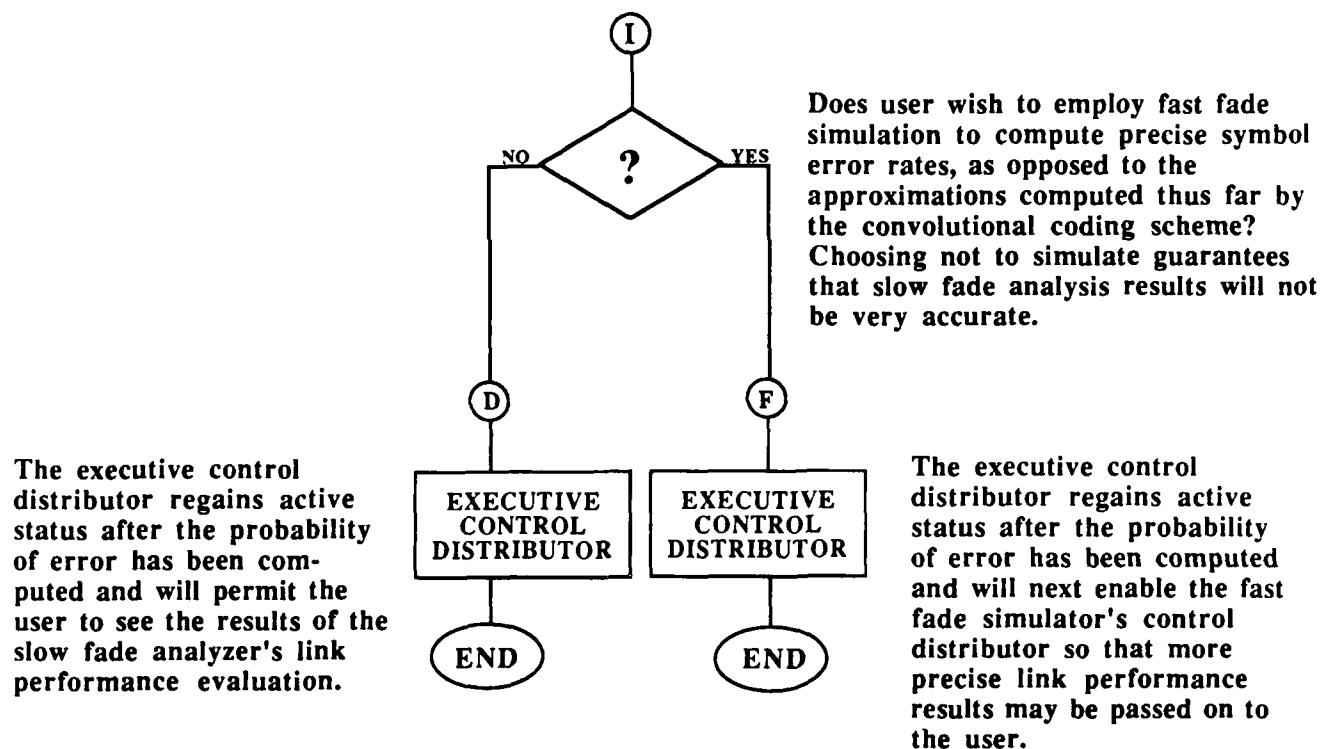 I
Does user wish to employ fast fade
simulation to compute precise symbol
error rates, as opposed to the
approximations computed thus far by
the convolutional coding scheme?
Choosing not to simulate guarantees
that slow fade analysis results will not
be very accurate.
NO
?
YES
D
F
The executive control
distributor regains active
status after the probability
of error has been com-
puted and will permit the
user to see the results of the
slow fade analyzer's link
performance evaluation.
EXECUTIVE
CONTROL
DISTRIBUTOR
END
EXECUTIVE
CONTROL
DISTRIBUTOR
END
The executive control
distributor regains active
status after the probability
of error has been computed
and will next enable the fast
fade simulator's control
distributor so that more
precise link performance
results may be passed on to
the user.